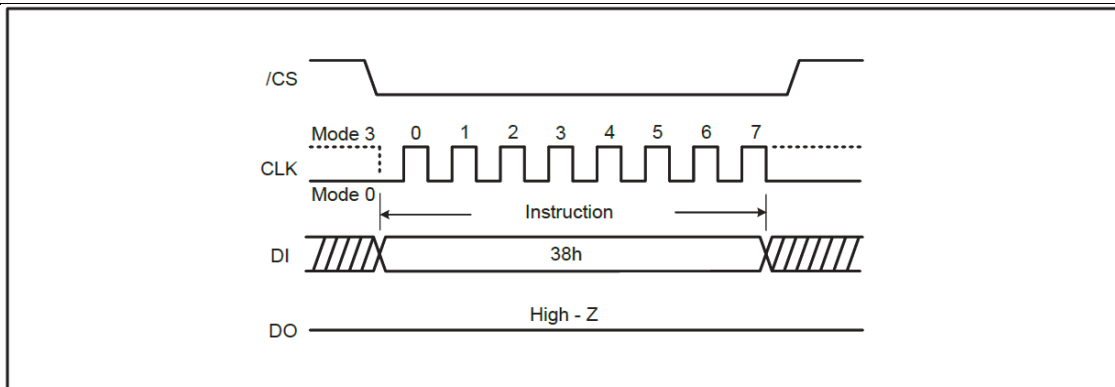 /CS
Mode 3 0 1 2 3 4 5 6 7
CLK
Mode 0
Instruction
DI 38h
High - Z
DO